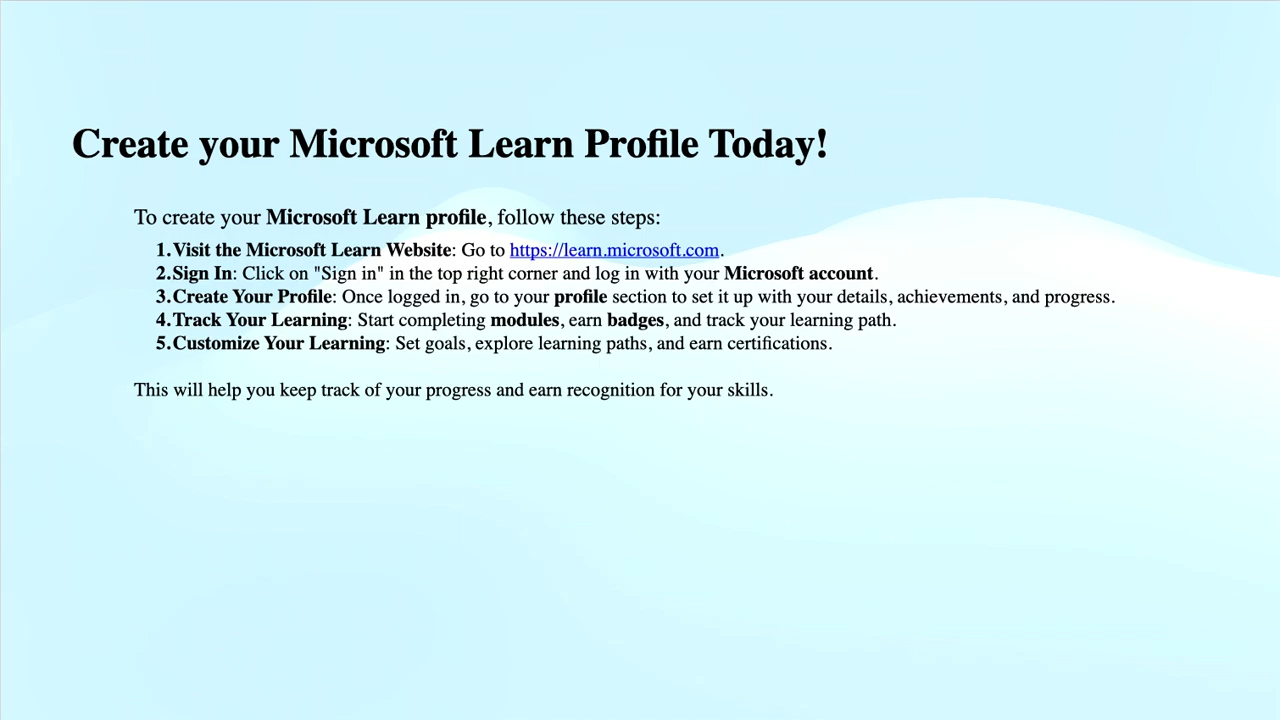 Create your Microsoft Learn Profile Today!
To create your Microsoft Learn profile, follow these steps:
1. Visit the Microsoft Learn Website: Go to https://learn.microsoft.com.
2. Sign In: Click on "Sign in" in the top right corner and log in with your Microsoft account.
3. Create Your Profile: Once logged in, go to your profile section to set it up with your details, achievements, and progress.
4. Track Your Learning: Start completing modules, earn badges, and track your learning path.
5. Customize Your Learning: Set goals, explore learning paths, and earn certifications.
This will help you keep track of your progress and earn recognition for your skills.